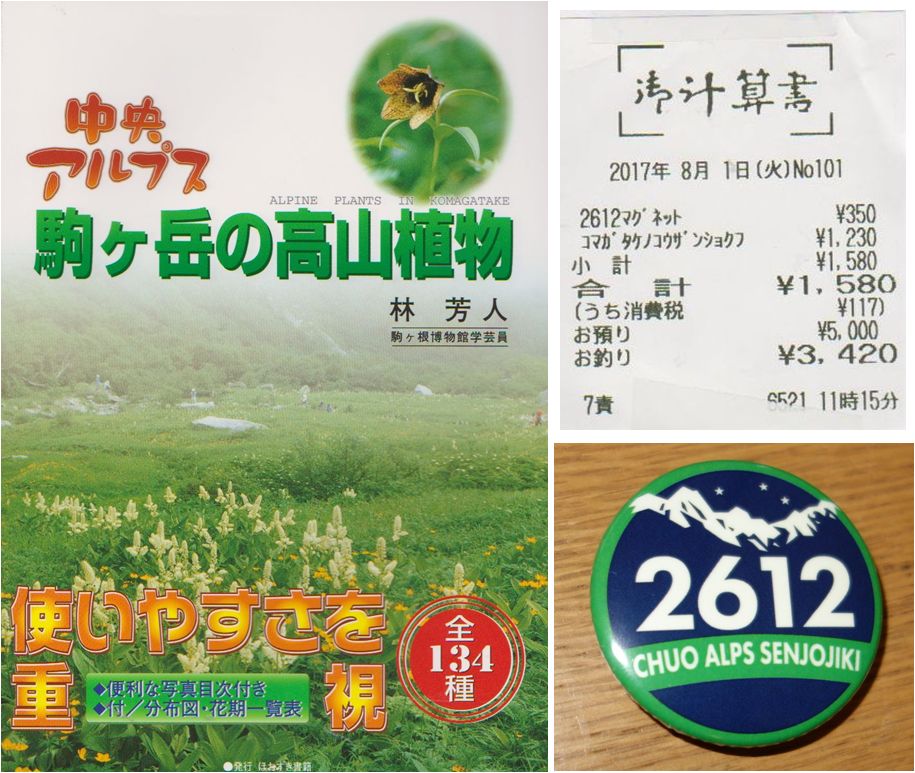 中央
アルプス
ALPINE PLANTS IN KOMAGATAKE
駒ヶ岳の高山植物
林 芳人
駒ヶ根博物館学芸員
使いやすさを
重視
◆便利な写真目次付き
◆付／分布図・花期一覧表
全
134
種
●発行 ほおずき書籍
御計算書
2017年 8月 1日(火)No101
2612ﾏｸﾞﾈｯﾄ ¥350
ｺﾏｶﾞﾀｹﾉｺｳｻﾞﾝｼｮｸﾌ ¥1,230
小 計 ¥1,580
合 計 ¥1,580
(うち消費税 ¥117)
お預り ¥5,000
お釣り ¥3,420
7責 6521 11時15分
2612
CHUO ALPS SENJOJIKI